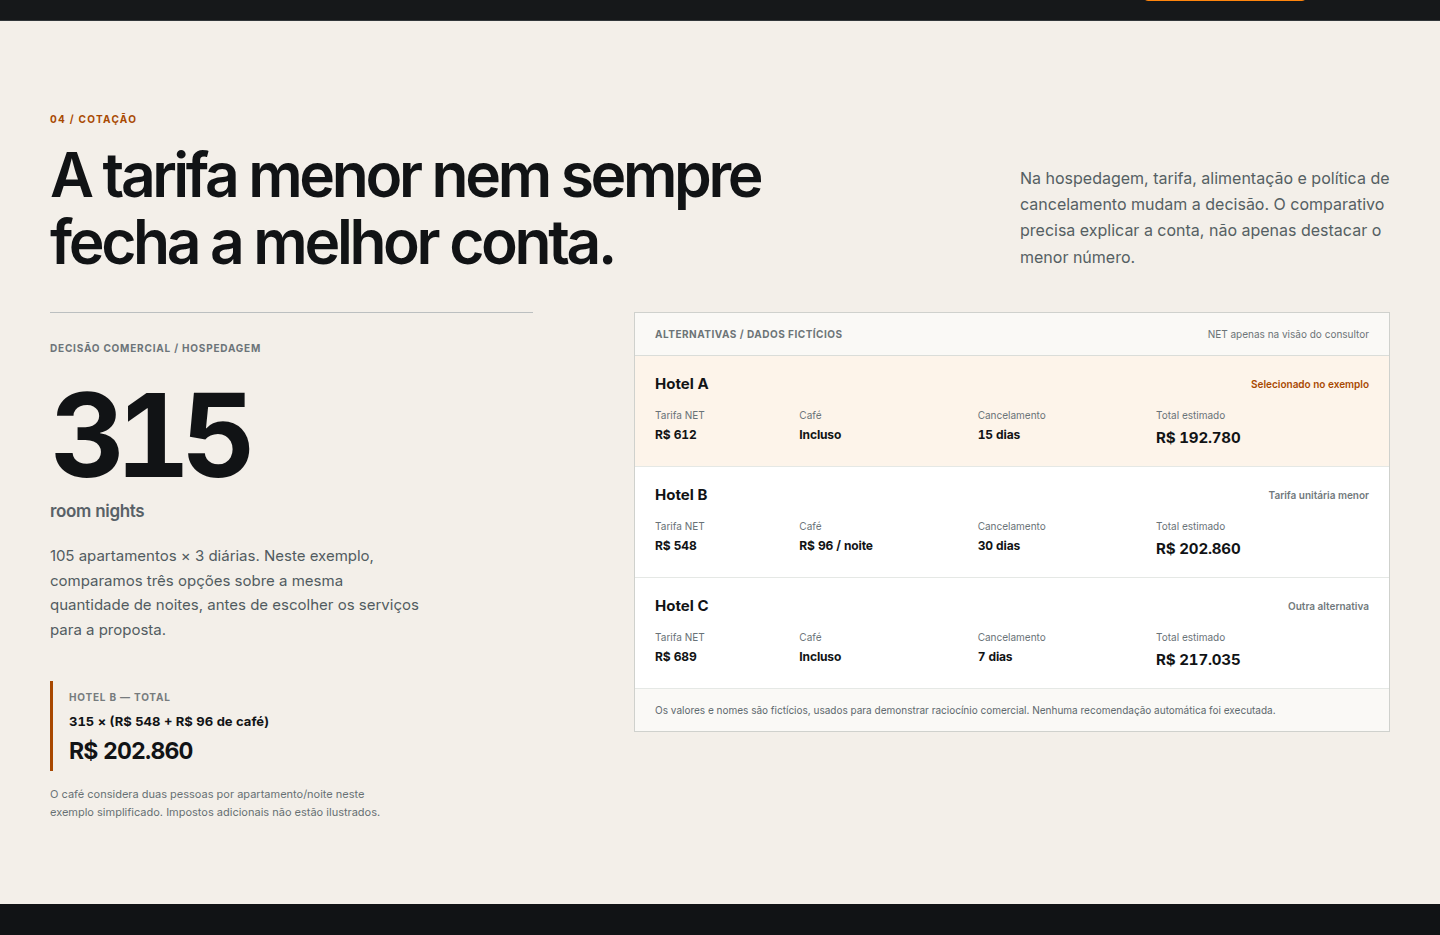 04 / COTAÇÃO
A tarifa menor nem sempre
fecha a melhor conta.
Na hospedagem, tarifa, alimentação e política de
cancelamento mudam a decisão. O comparativo
precisa explicar a conta, não apenas destacar o
menor número.
DECISÃO COMERCIAL / HOSPEDAGEM
315
room nights
105 apartamentos × 3 diárias. Neste exemplo,
comparamos três opções sobre a mesma
quantidade de noites, antes de escolher os serviços
para a proposta.
HOTEL B — TOTAL
315 × (R$ 548 + R$ 96 de café)
R$ 202.860
O café considera duas pessoas por apartamento/noite neste
exemplo simplificado. Impostos adicionais não estão ilustrados.
ALTERNATIVAS / DADOS FICTÍCIOS NET apenas na visão do consultor
Hotel A Selecionado no exemplo
Tarifa NET Café Cancelamento Total estimado
R$ 612 Incluso 15 dias R$ 192.780
Hotel B Tarifa unitária menor
Tarifa NET Café Cancelamento Total estimado
R$ 548 R$ 96 / noite 30 dias R$ 202.860
Hotel C Outra alternativa
Tarifa NET Café Cancelamento Total estimado
R$ 689 Incluso 7 dias R$ 217.035
Os valores e nomes são fictícios, usados para demonstrar raciocínio comercial. Nenhuma recomendação automática foi executada.